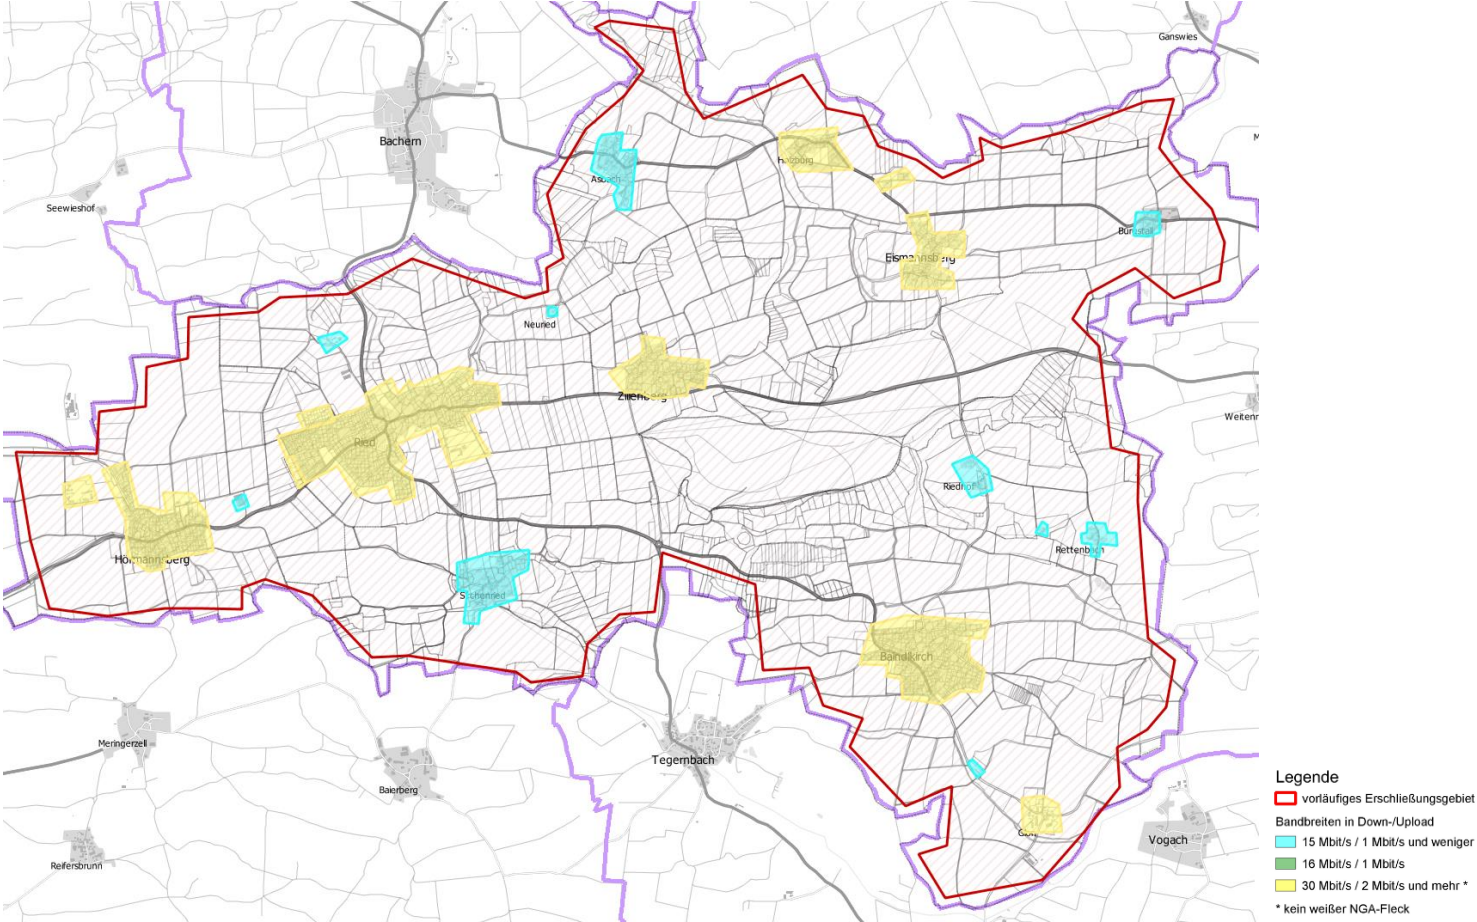 Ganswies
Bachern
M
Holzburg
Asbach
Seewieshof
Burgstall
Eismannsberg
Neuried
Zillenberg
Weitenr
Ried
Riedhof
Rettenbach
Hörmannsberg
Sirchenried
Baindlkirch
Meringerzell
Tegernbach
Baierberg
Vogach
Reifersbrunn
Legende
vorläufiges Erschließungsgebiet
Bandbreiten in Down-/Upload
15 Mbit/s / 1 Mbit/s und weniger
16 Mbit/s / 1 Mbit/s
30 Mbit/s / 2 Mbit/s und mehr *
* kein weißer NGA-Fleck